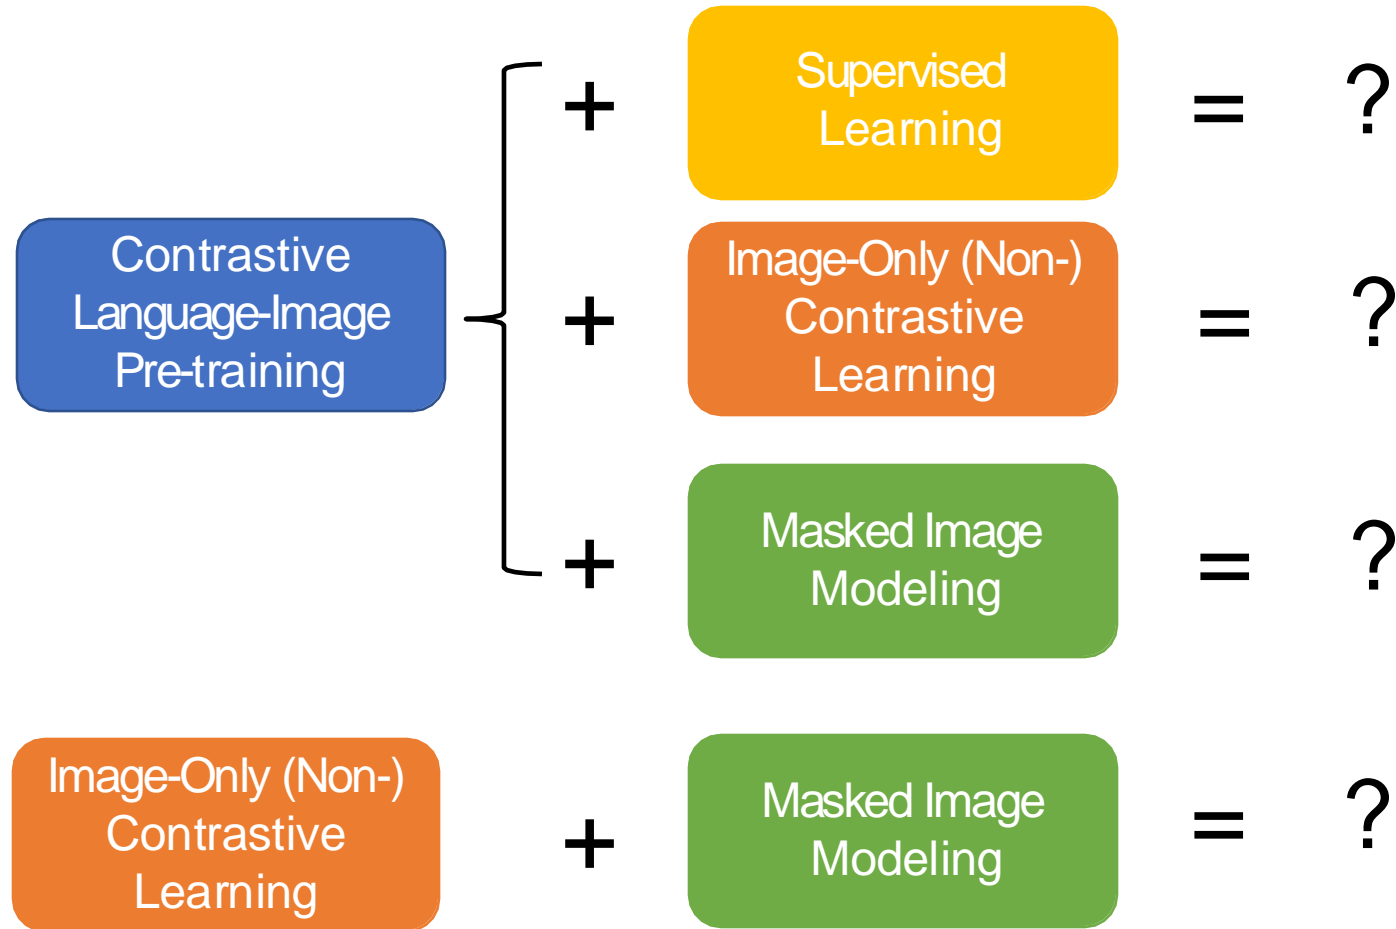 +
Supervised
Learning
=
?
Contrastive
Language-Image
Pre-training
+
Image-Only (Non-)
Contrastive
Learning
=
?
+
Masked Image
Modeling
=
?
Image-Only (Non-)
Contrastive
Learning
+
Masked Image
Modeling
=
?